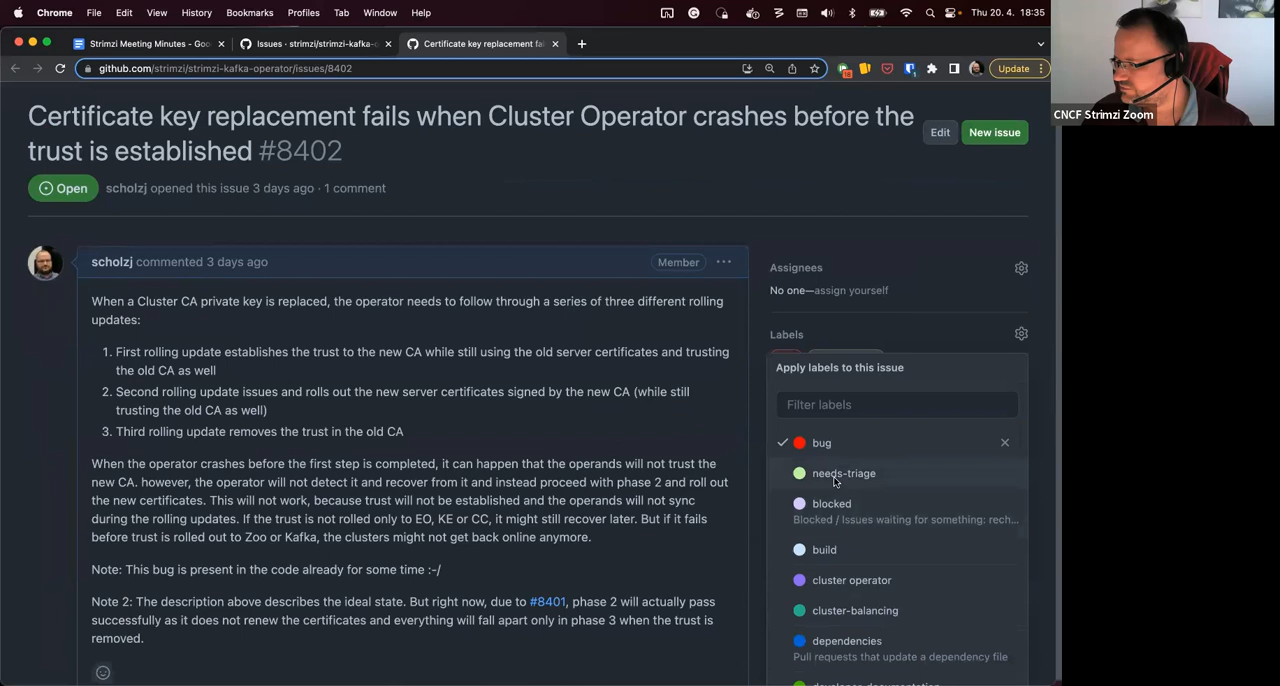 Chrome File Edit View History Bookmarks Profiles Tab Window Help Thu 20. 4. 18:35
Strimzi Meeting Minutes - Goo Issues · strimzi/strimzi-kafka-o Certificate key replacement fai
github.com/strimzi/strimzi-kafka-operator/issues/8402 18 1 Update
CNCF Strimzi Zoom
Certificate key replacement fails when Cluster Operator crashes before the
trust is established #8402
Edit New issue
Open scholzj opened this issue 3 days ago · 1 comment
scholzj commented 3 days ago Member
When a Cluster CA private key is replaced, the operator needs to follow through a series of three different rolling
updates:
1. First rolling update establishes the trust to the new CA while still using the old server certificates and trusting
the old CA as well
2. Second rolling update issues and rolls out the new server certificates signed by the new CA (while still
trusting the old CA as well)
3. Third rolling update removes the trust in the old CA
When the operator crashes before the first step is completed, it can happen that the operands will not trust the
new CA. however, the operator will not detect it and recover from it and instead proceed with phase 2 and roll out
the new certificates. This will not work, because trust will not be established and the operands will not sync
during the rolling updates. If the trust is not rolled only to EO, KE or CC, it might still recover later. But if it fails
before trust is rolled out to Zoo or Kafka, the clusters might not get back online anymore.
Note: This bug is present in the code already for some time :-/
Note 2: The description above describes the ideal state. But right now, due to #8401, phase 2 will actually pass
successfully as it does not renew the certificates and everything will fall apart only in phase 3 when the trust is
removed.
Assignees
No one—assign yourself
Labels
Apply labels to this issue
Filter labels
bug
needs-triage
blocked
Blocked / Issues waiting for something: rech...
build
cluster operator
cluster-balancing
dependencies
Pull requests that update a dependency file